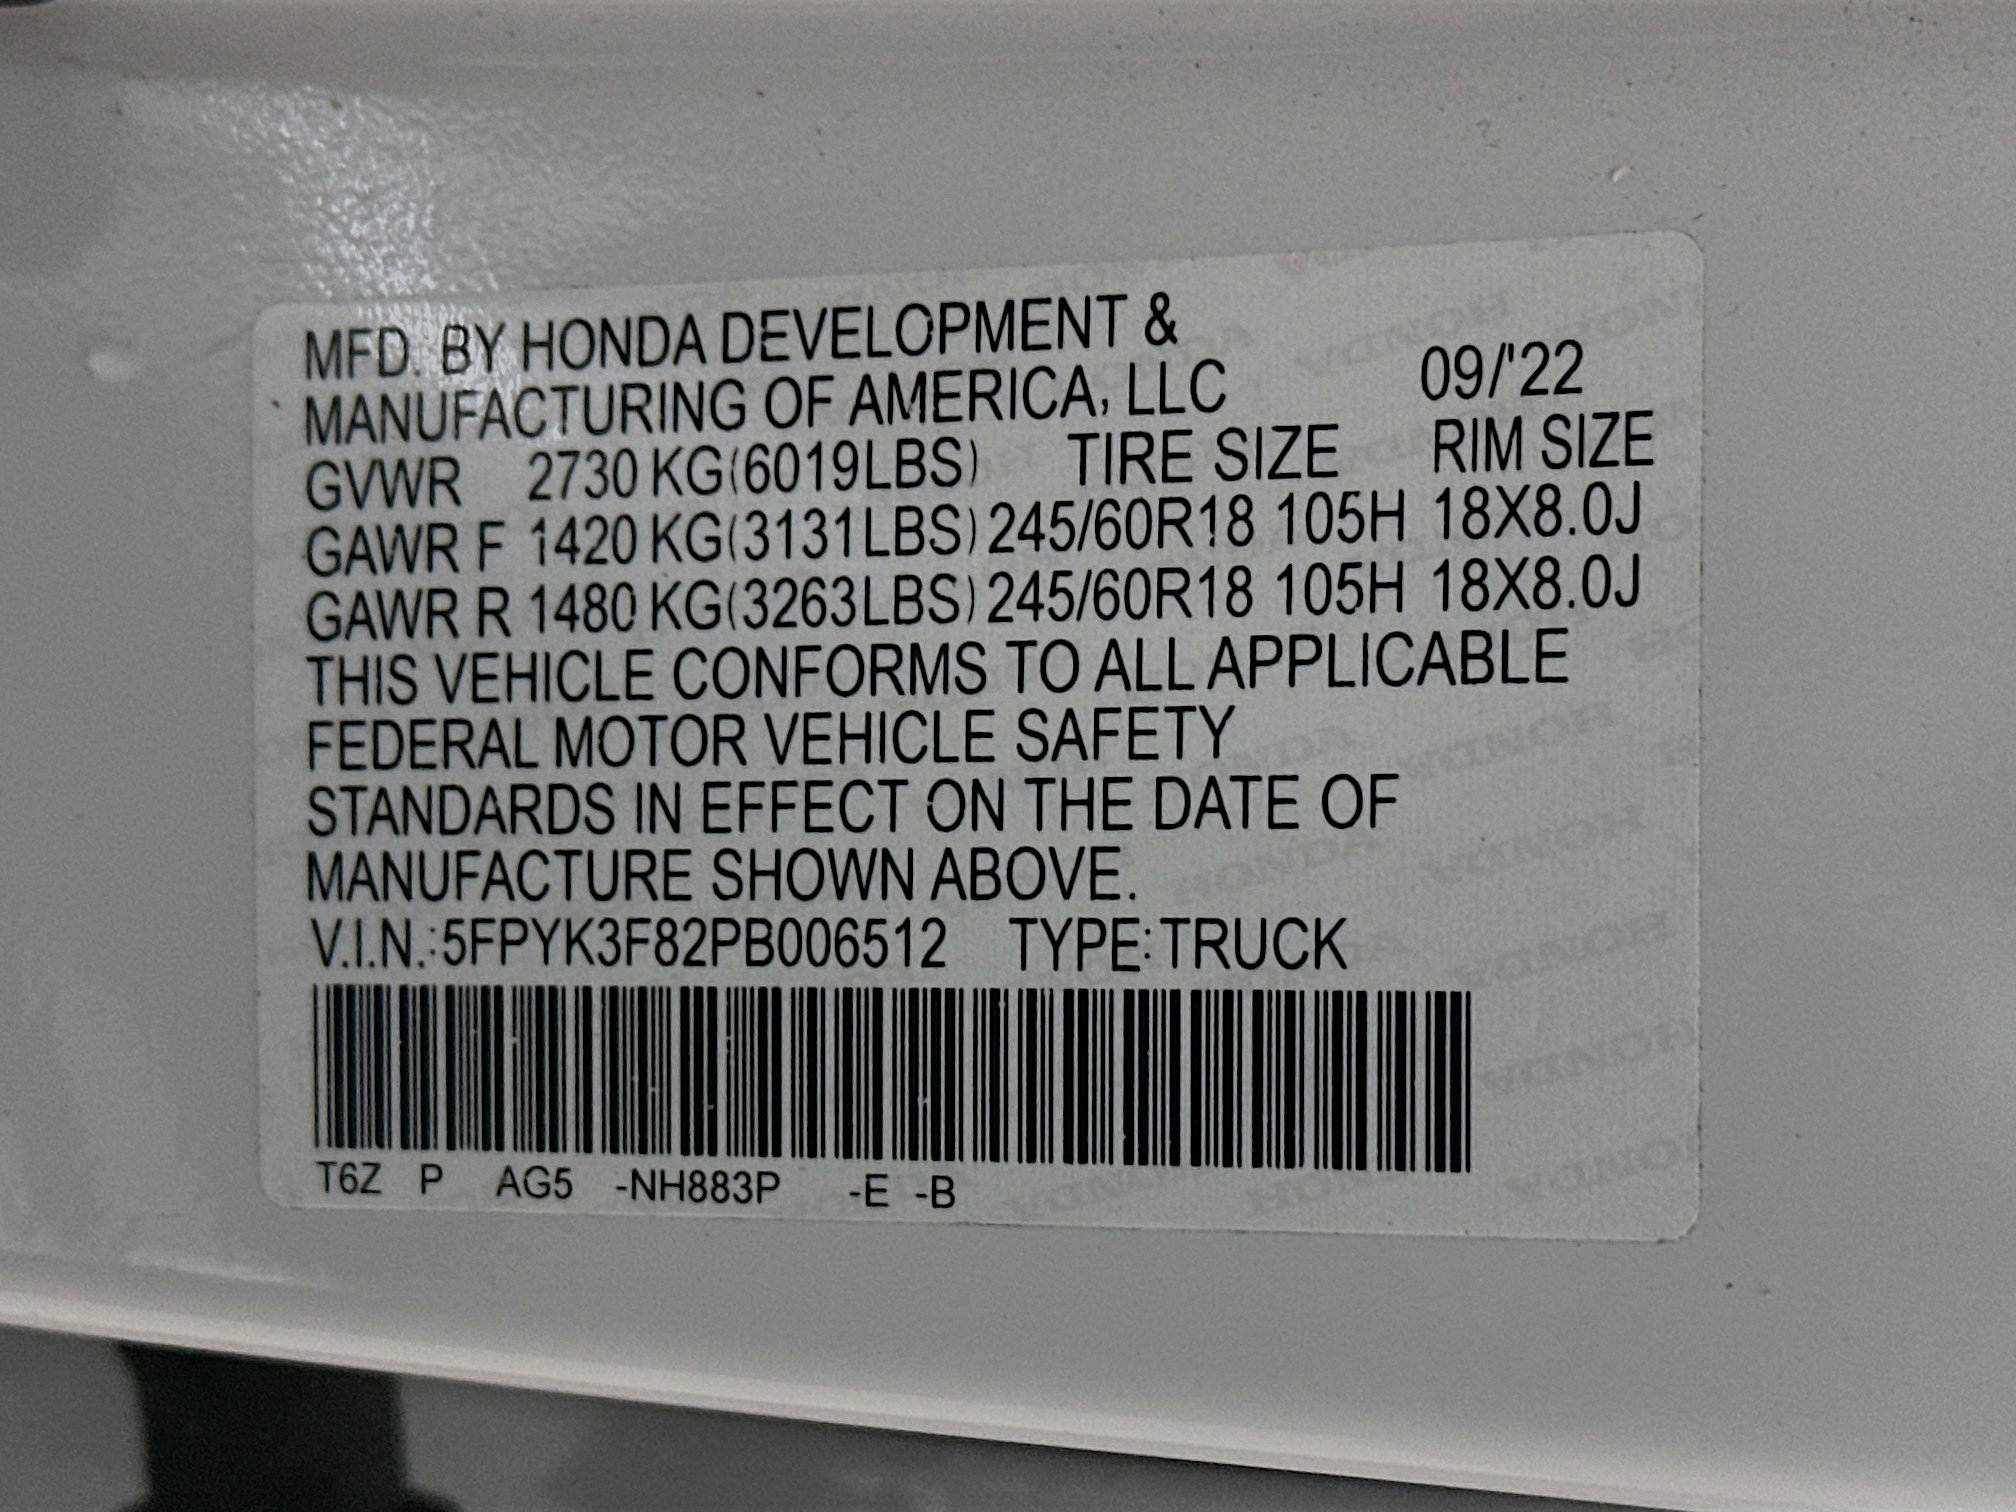 MFD. BY HONDA DEVELOPMENT &
MANUFACTURING OF AMERICA, LLC 09/'22
GVWR 2730 KG(6019LBS) TIRE SIZE RIM SIZE
GAWR F 1420 KG(3131LBS) 245/60R18 105H 18X8.0J
GAWR R 1480 KG(3263LBS) 245/60R18 105H 18X8.0J
THIS VEHICLE CONFORMS TO ALL APPLICABLE
FEDERAL MOTOR VEHICLE SAFETY
STANDARDS IN EFFECT ON THE DATE OF
MANUFACTURE SHOWN ABOVE.
V.I.N.:5FPYK3F82PB006512 TYPE:TRUCK
T6Z P AG5 -NH883P -E -B